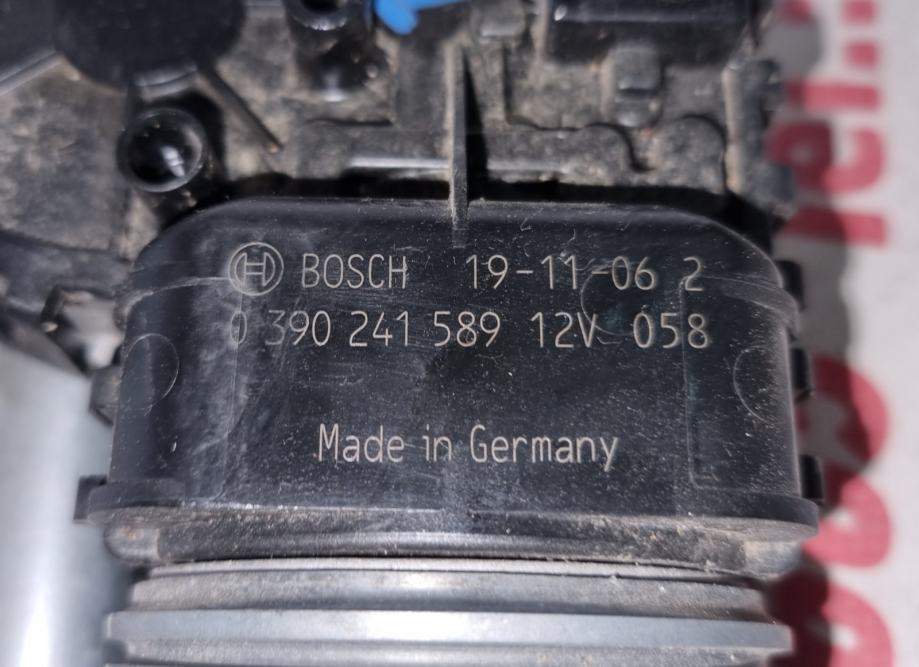 BOSCH 19-11-06 2
0 390 241 589 12V 058
Made in Germany